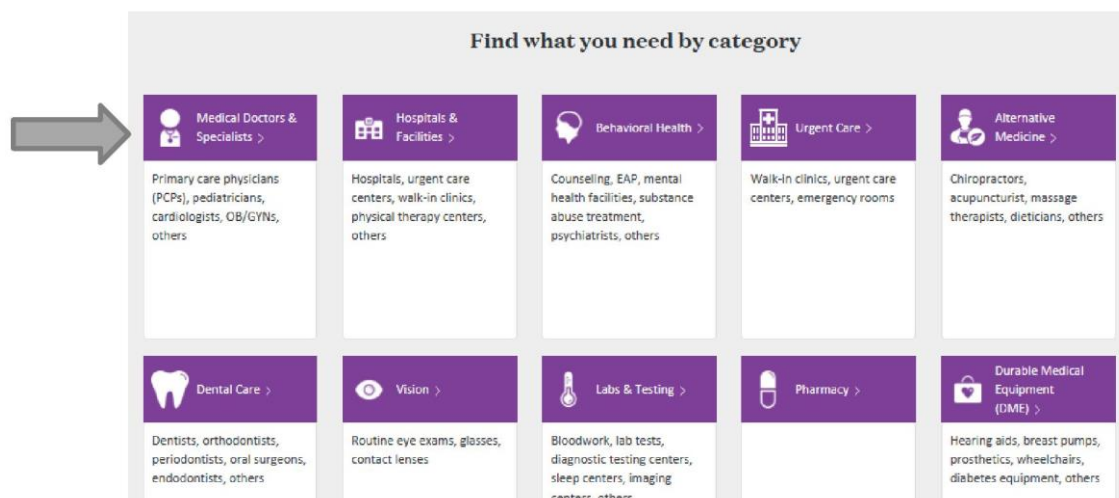 Find what you need by category
Medical Doctors &
Specialists >
Primary care physicians
(PCPs), pediatricians,
cardiologists, OB/GYNs,
others
Hospitals &
Facilities >
Hospitals, urgent care
centers, walk-in clinics,
physical therapy centers,
others
Behavioral Health >
Counseling, EAP, mental
health facilities, substance
abuse treatment,
psychiatrists, others
Urgent Care >
Walk-in clinics, urgent care
centers, emergency rooms
Alternative
Medicine >
Chiropractors,
acupuncturist, massage
therapists, dieticians, others
Dental Care >
Dentists, orthodontists,
periodontists, oral surgeons,
endodontists, others
Vision >
Routine eye exams, glasses,
contact lenses
Labs & Testing >
Bloodwork, lab tests,
diagnostic testing centers,
sleep centers, imaging
centers, others
Pharmacy >
Durable Medical
Equipment
(DME) >
Hearing aids, breast pumps,
prosthetics, wheelchairs,
diabetes equipment, others